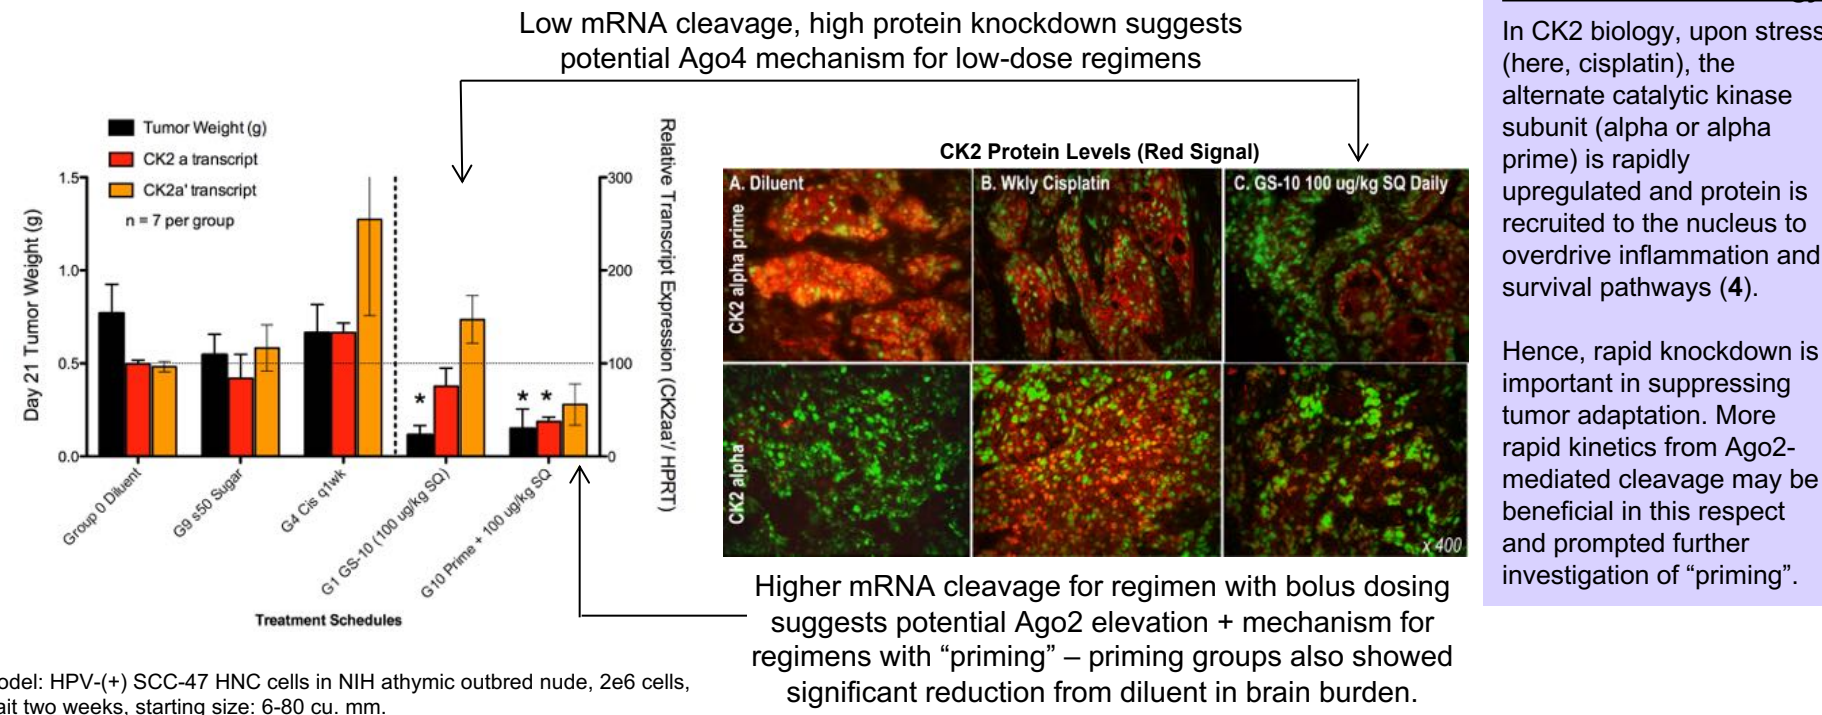 Low mRNA cleavage, high protein knockdown suggests
potential Ago4 mechanism for low-dose regimens
Tumor Weight (g)
CK2 a transcript
CK2a' transcript
n = 7 per group
Day 21 Tumor Weight (g)
1.5
1.0
0.5
0.0
300
200
100
0
Relative Transcript Expression (CK2aa'/ HPRT)
* * *
Group 0 Diluent
G9 s50 Sugar
G4 Cis q1wk
G1 GS-10 (100 ug/kg SQ)
G10 Prime + 100 ug/kg SQ
Treatment Schedules
CK2 Protein Levels (Red Signal)
A. Diluent
B. Wkly Cisplatin
C. GS-10 100 ug/kg SQ Daily
CK2 alpha prime
CK2 alpha
x 400
Higher mRNA cleavage for regimen with bolus dosing
suggests potential Ago2 elevation + mechanism for
regimens with “priming” – priming groups also showed
significant reduction from diluent in brain burden.
odel: HPV-(+) SCC-47 HNC cells in NIH athymic outbred nude, 2e6 cells,
ait two weeks, starting size: 6-80 cu. mm.
In CK2 biology, upon stress
(here, cisplatin), the
alternate catalytic kinase
subunit (alpha or alpha
prime) is rapidly
upregulated and protein is
recruited to the nucleus to
overdrive inflammation and
survival pathways (4).
Hence, rapid knockdown is
important in suppressing
tumor adaptation. More
rapid kinetics from Ago2-
mediated cleavage may be
beneficial in this respect
and prompted further
investigation of “priming”.